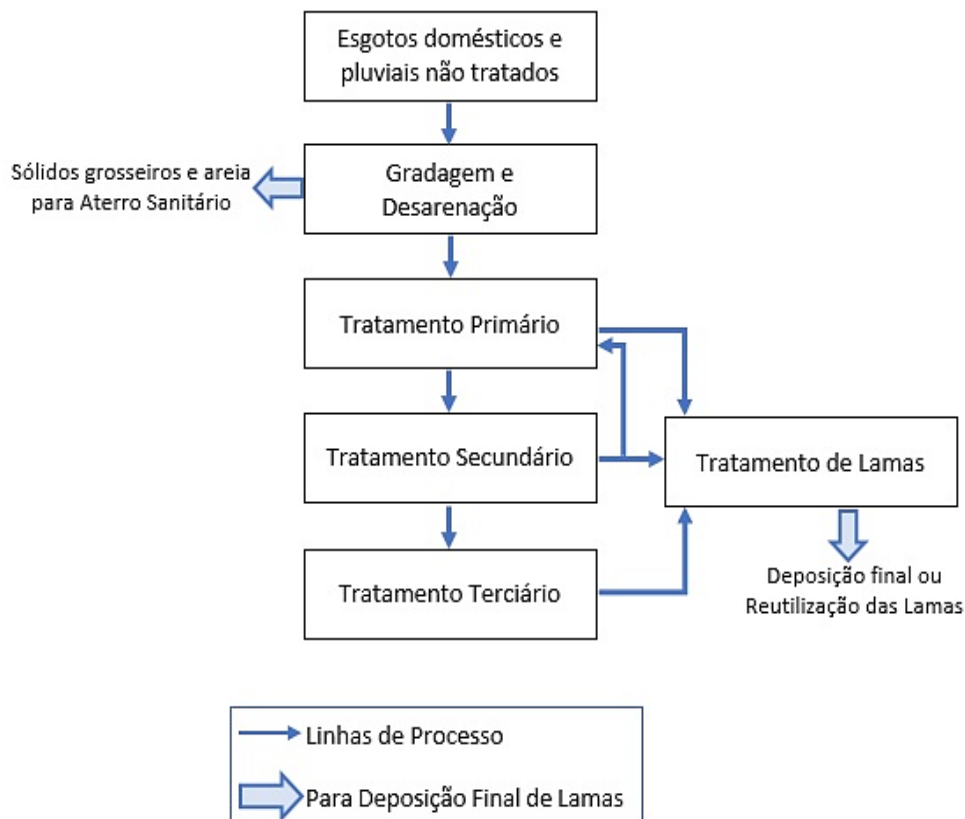 Esgotos domésticos e
pluviais não tratados
Sólidos grosseiros e areia
para Aterro Sanitário
Gradagem e
Desarenação
Tratamento Primário
Tratamento Secundário
Tratamento de Lamas
Tratamento Terciário
Deposição final ou
Reutilização das Lamas
Linhas de Processo
Para Deposição Final de Lamas